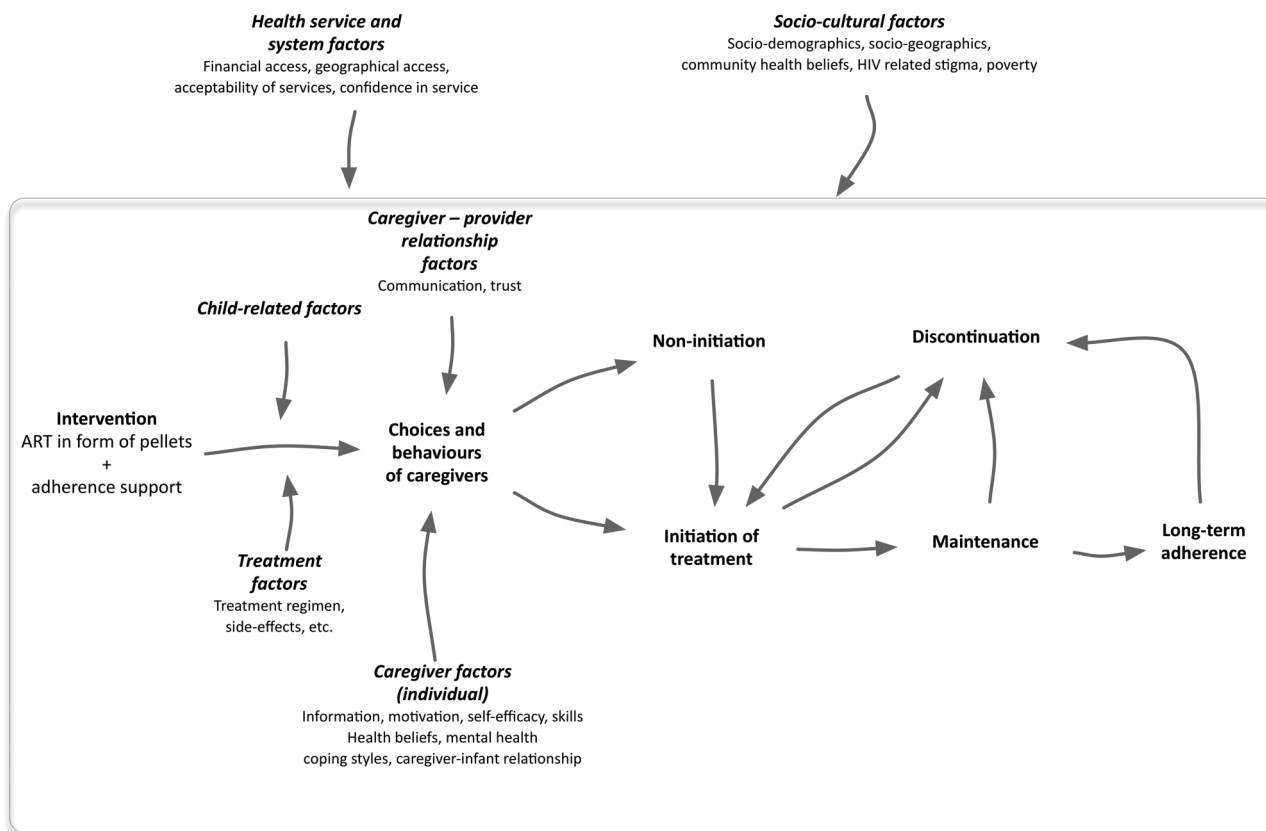 Health service and
system factors
Financial access, geographical access,
acceptability of services, confidence in service
Socio-cultural factors
Socio-demographics, socio-geographics,
community health beliefs, HIV related stigma, poverty
Caregiver – provider
relationship
factors
Communication, trust
Child-related factors
Non-initiation
Discontinuation
Intervention
ART in form of pellets
+
adherence support
Choices and
behaviours
of caregivers
Initiation of
treatment
Maintenance
Long-term
adherence
Treatment
factors
Treatment regimen,
side-effects, etc.
Caregiver factors
(individual)
Information, motivation, self-efficacy, skills
Health beliefs, mental health
coping styles, caregiver-infant relationship